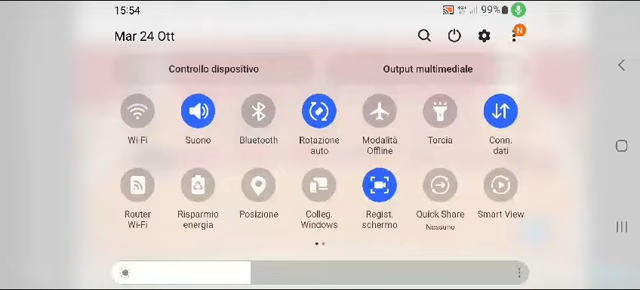 15:54
99%
Mar 24 Ott
N
Controllo dispositivo
Output multimediale
Wi-Fi
Suono
Bluetooth
Rotazione auto
Modalità Offline
Torcia
Conn. dati
Router Wi-Fi
Risparmio energia
Posizione
Colleg. Windows
Regist. schermo
Quick Share
Nessuno
Smart View